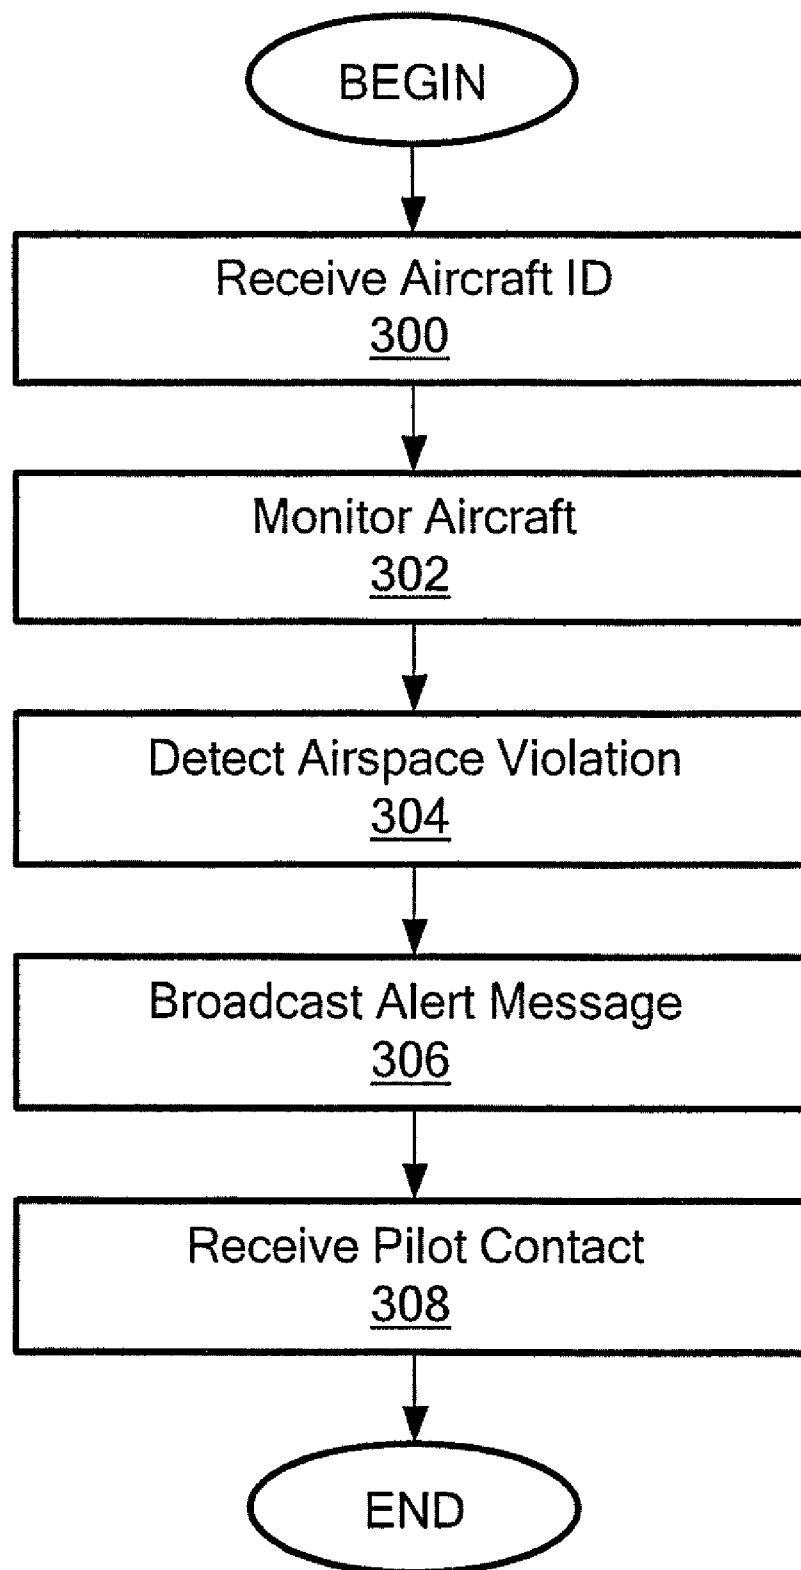 BEGIN
Receive Aircraft ID
300
Monitor Aircraft
302
Detect Airspace Violation
304
Broadcast Alert Message
306
Receive Pilot Contact
308
END